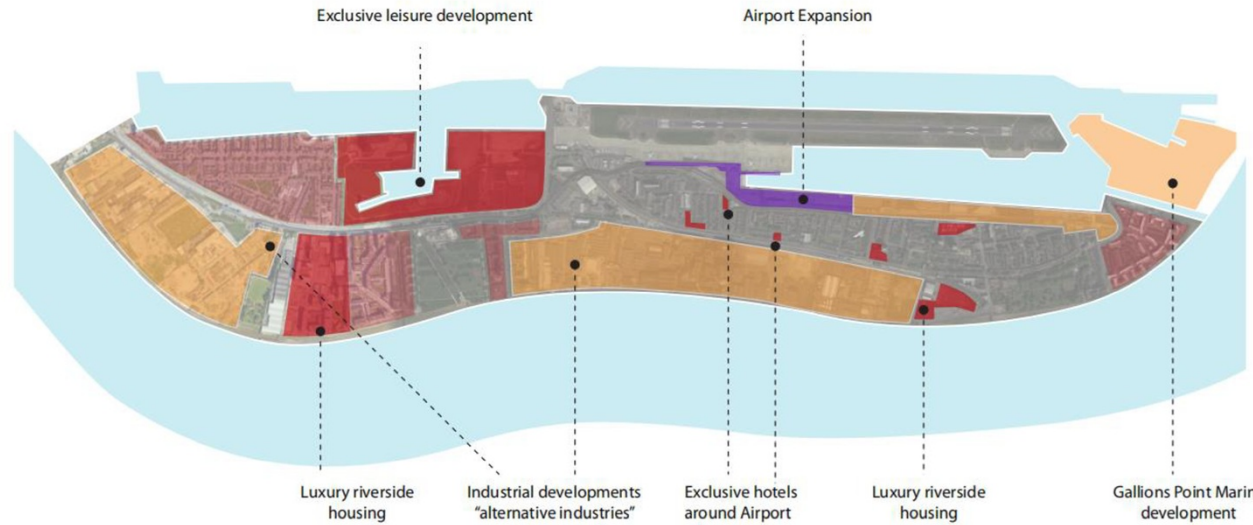 Exclusive leisure development
Airport Expansion
Luxury riverside
housing
Industrial developments
“alternative industries”
Exclusive hotels
around Airport
Luxury riverside
housing
Gallions Point Marin
development